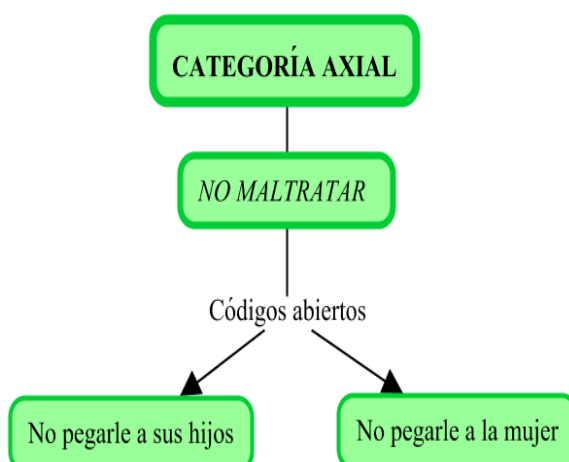 CATEGORÍA AXIAL
NO MALTRATAR
Códigos abiertos
No pegarle a sus hijos
No pegarle a la mujer